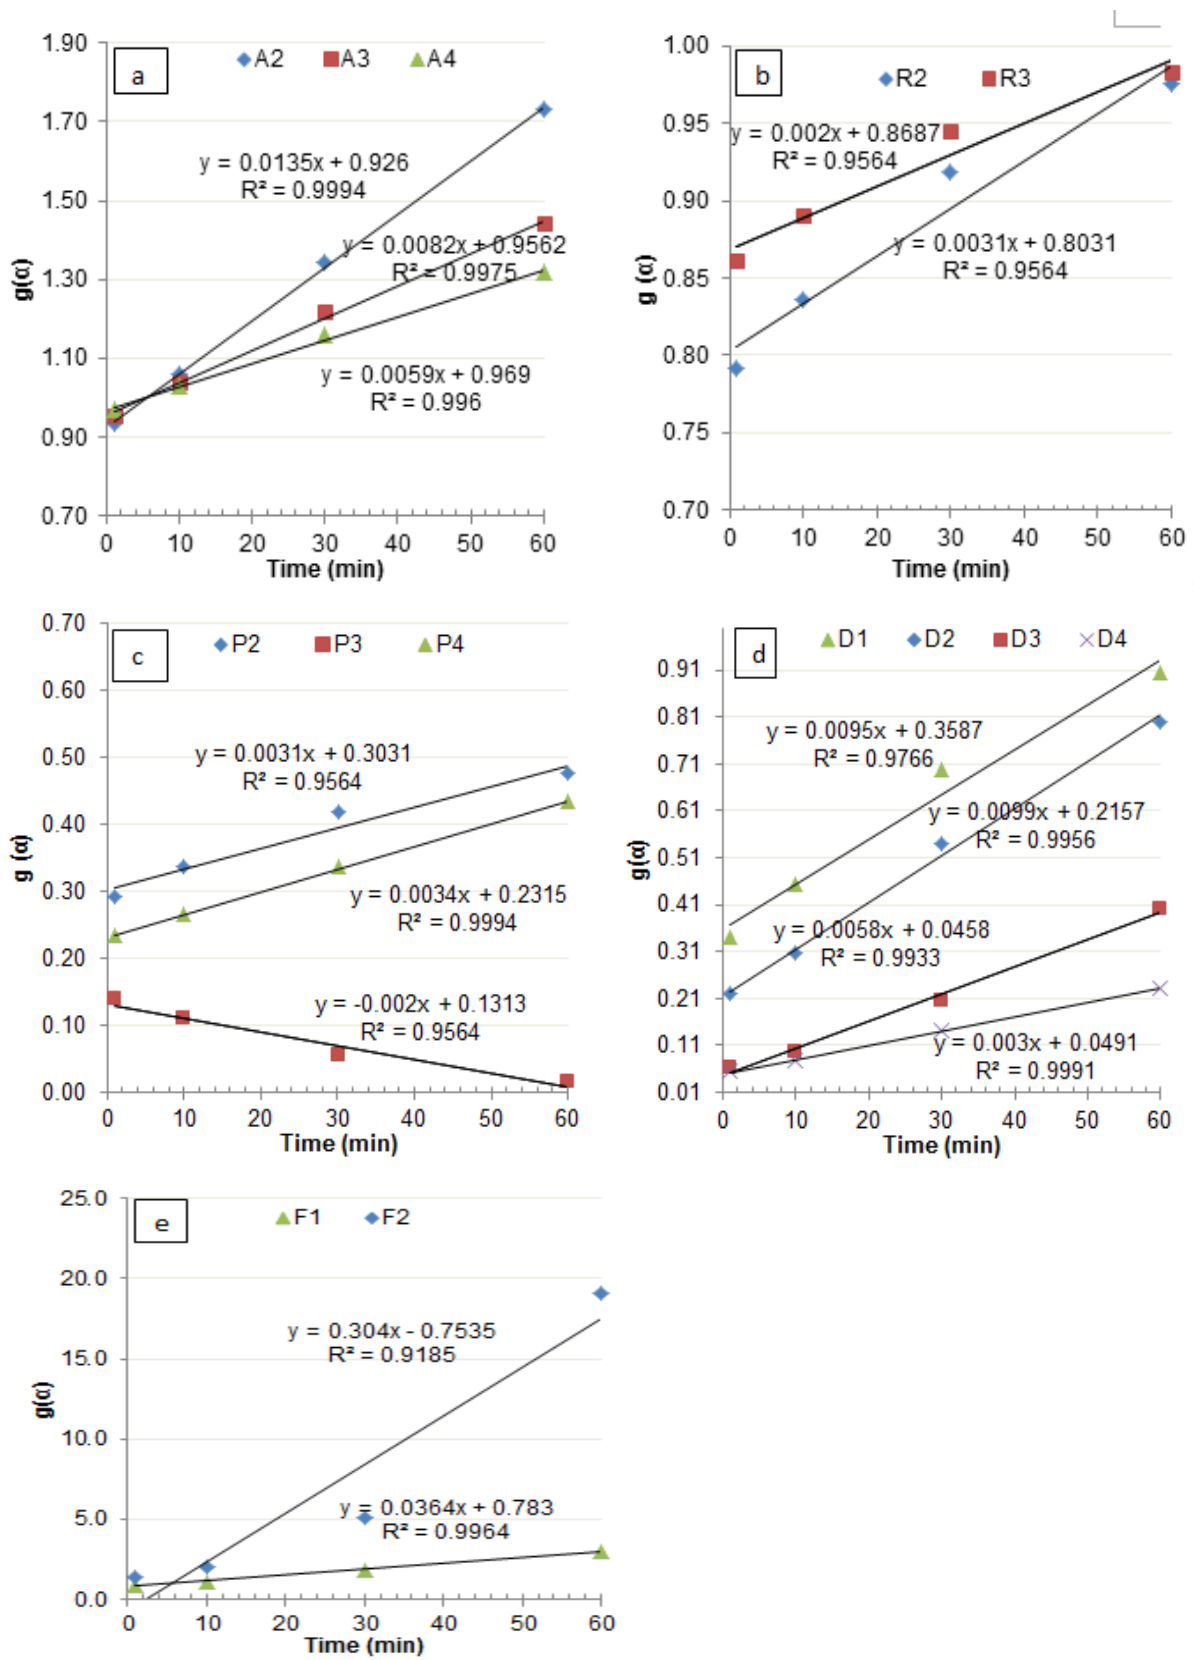 a
A2 A3 A4
1.90
1.70
1.50
1.30
1.10
0.90
0.70
g(α)
y = 0.0135x + 0.926
R² = 0.9994
y = 0.0082x + 0.9562
R² = 0.9975
y = 0.0059x + 0.969
R² = 0.996
0 10 20 30 40 50 60
Time (min)
b
R2 R3
1.00
0.95
0.90
0.85
0.80
0.75
0.70
g (α)
y = 0.002x + 0.8687
R² = 0.9564
y = 0.0031x + 0.8031
R² = 0.9564
0 10 20 30 40 50 60
Time (min)
c
P2 P3 P4
0.70
0.60
0.50
0.40
0.30
0.20
0.10
0.00
g (α)
y = 0.0031x + 0.3031
R² = 0.9564
y = 0.0034x + 0.2315
R² = 0.9994
y = -0.002x + 0.1313
R² = 0.9564
0 10 20 30 40 50 60
Time (min)
d
D1 D2 D3 D4
0.91
0.81
0.71
0.61
0.51
0.41
0.31
0.21
0.11
0.01
g(α)
y = 0.0095x + 0.3587
R² = 0.9766
y = 0.0099x + 0.2157
R² = 0.9956
y = 0.0058x + 0.0458
R² = 0.9933
y = 0.003x + 0.0491
R² = 0.9991
0 10 20 30 40 50 60
Time (min)
e
F1 F2
25.0
20.0
15.0
10.0
5.0
0.0
g(α)
y = 0.304x - 0.7535
R² = 0.9185
y = 0.0364x + 0.783
R² = 0.9964
0 10 20 30 40 50 60
Time (min)